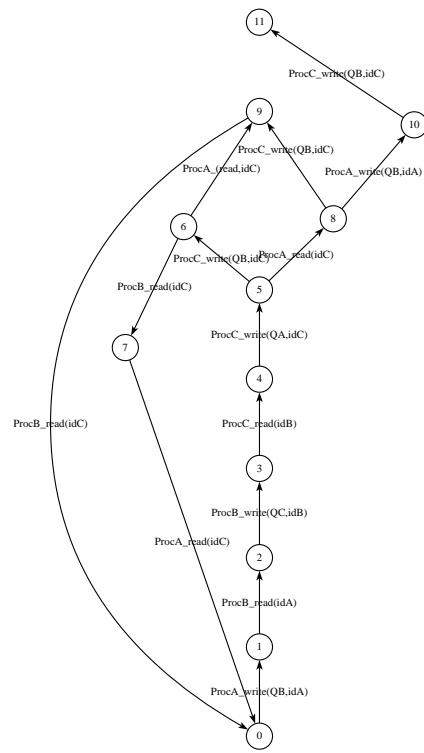 11
ProcC_write(QB,idC)
9
10
ProcC_write(QB,idC)
ProcA_(read,idC)
ProcA_write(QB,idA)
6
8
ProcC_write(QB,idC)
ProcA_read(idC)
ProcB_read(idC)
5
ProcC_write(QA,idC)
7
4
ProcB_read(idC)
ProcC_read(idB)
3
ProcB_write(QC,idB)
ProcA_read(idC)
2
ProcB_read(idA)
1
ProcA_write(QB,idA)
0